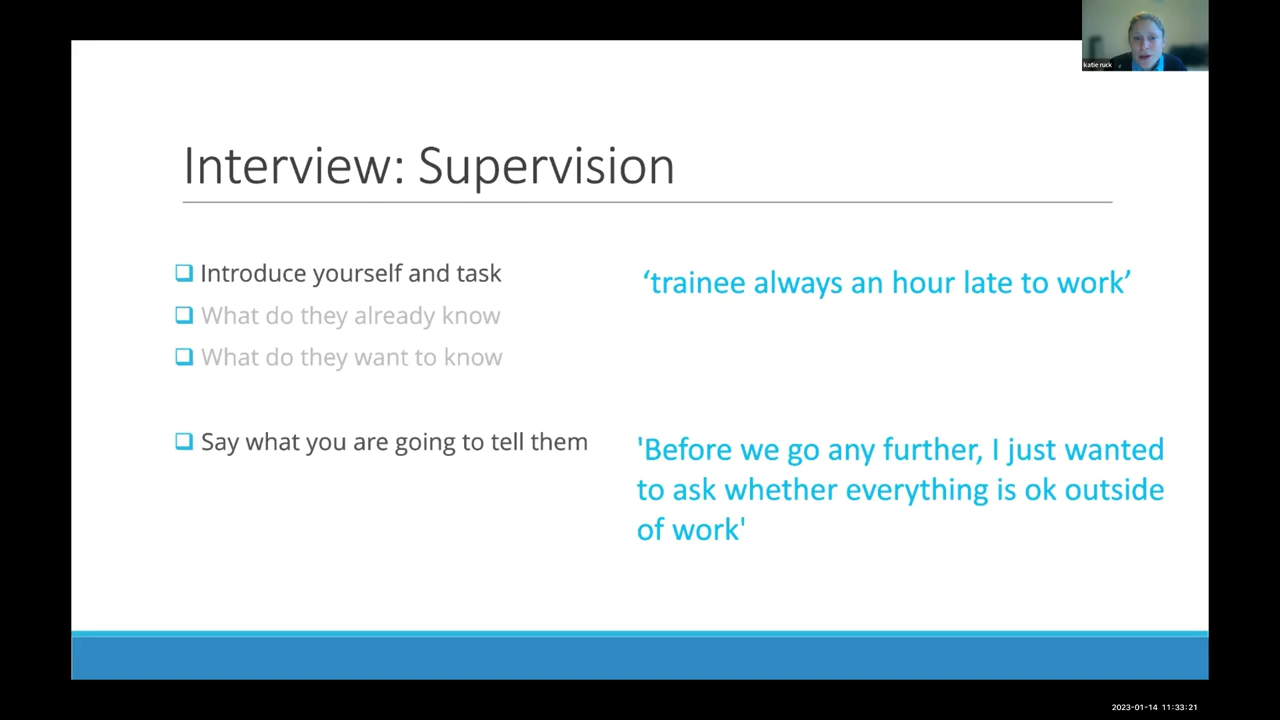 katie ruck
Interview: Supervision
❑ Introduce yourself and task
❑ What do they already know
❑ What do they want to know
❑ Say what you are going to tell them
‘trainee always an hour late to work’
'Before we go any further, I just wanted
to ask whether everything is ok outside
of work'
2023-01-14 11:33:21